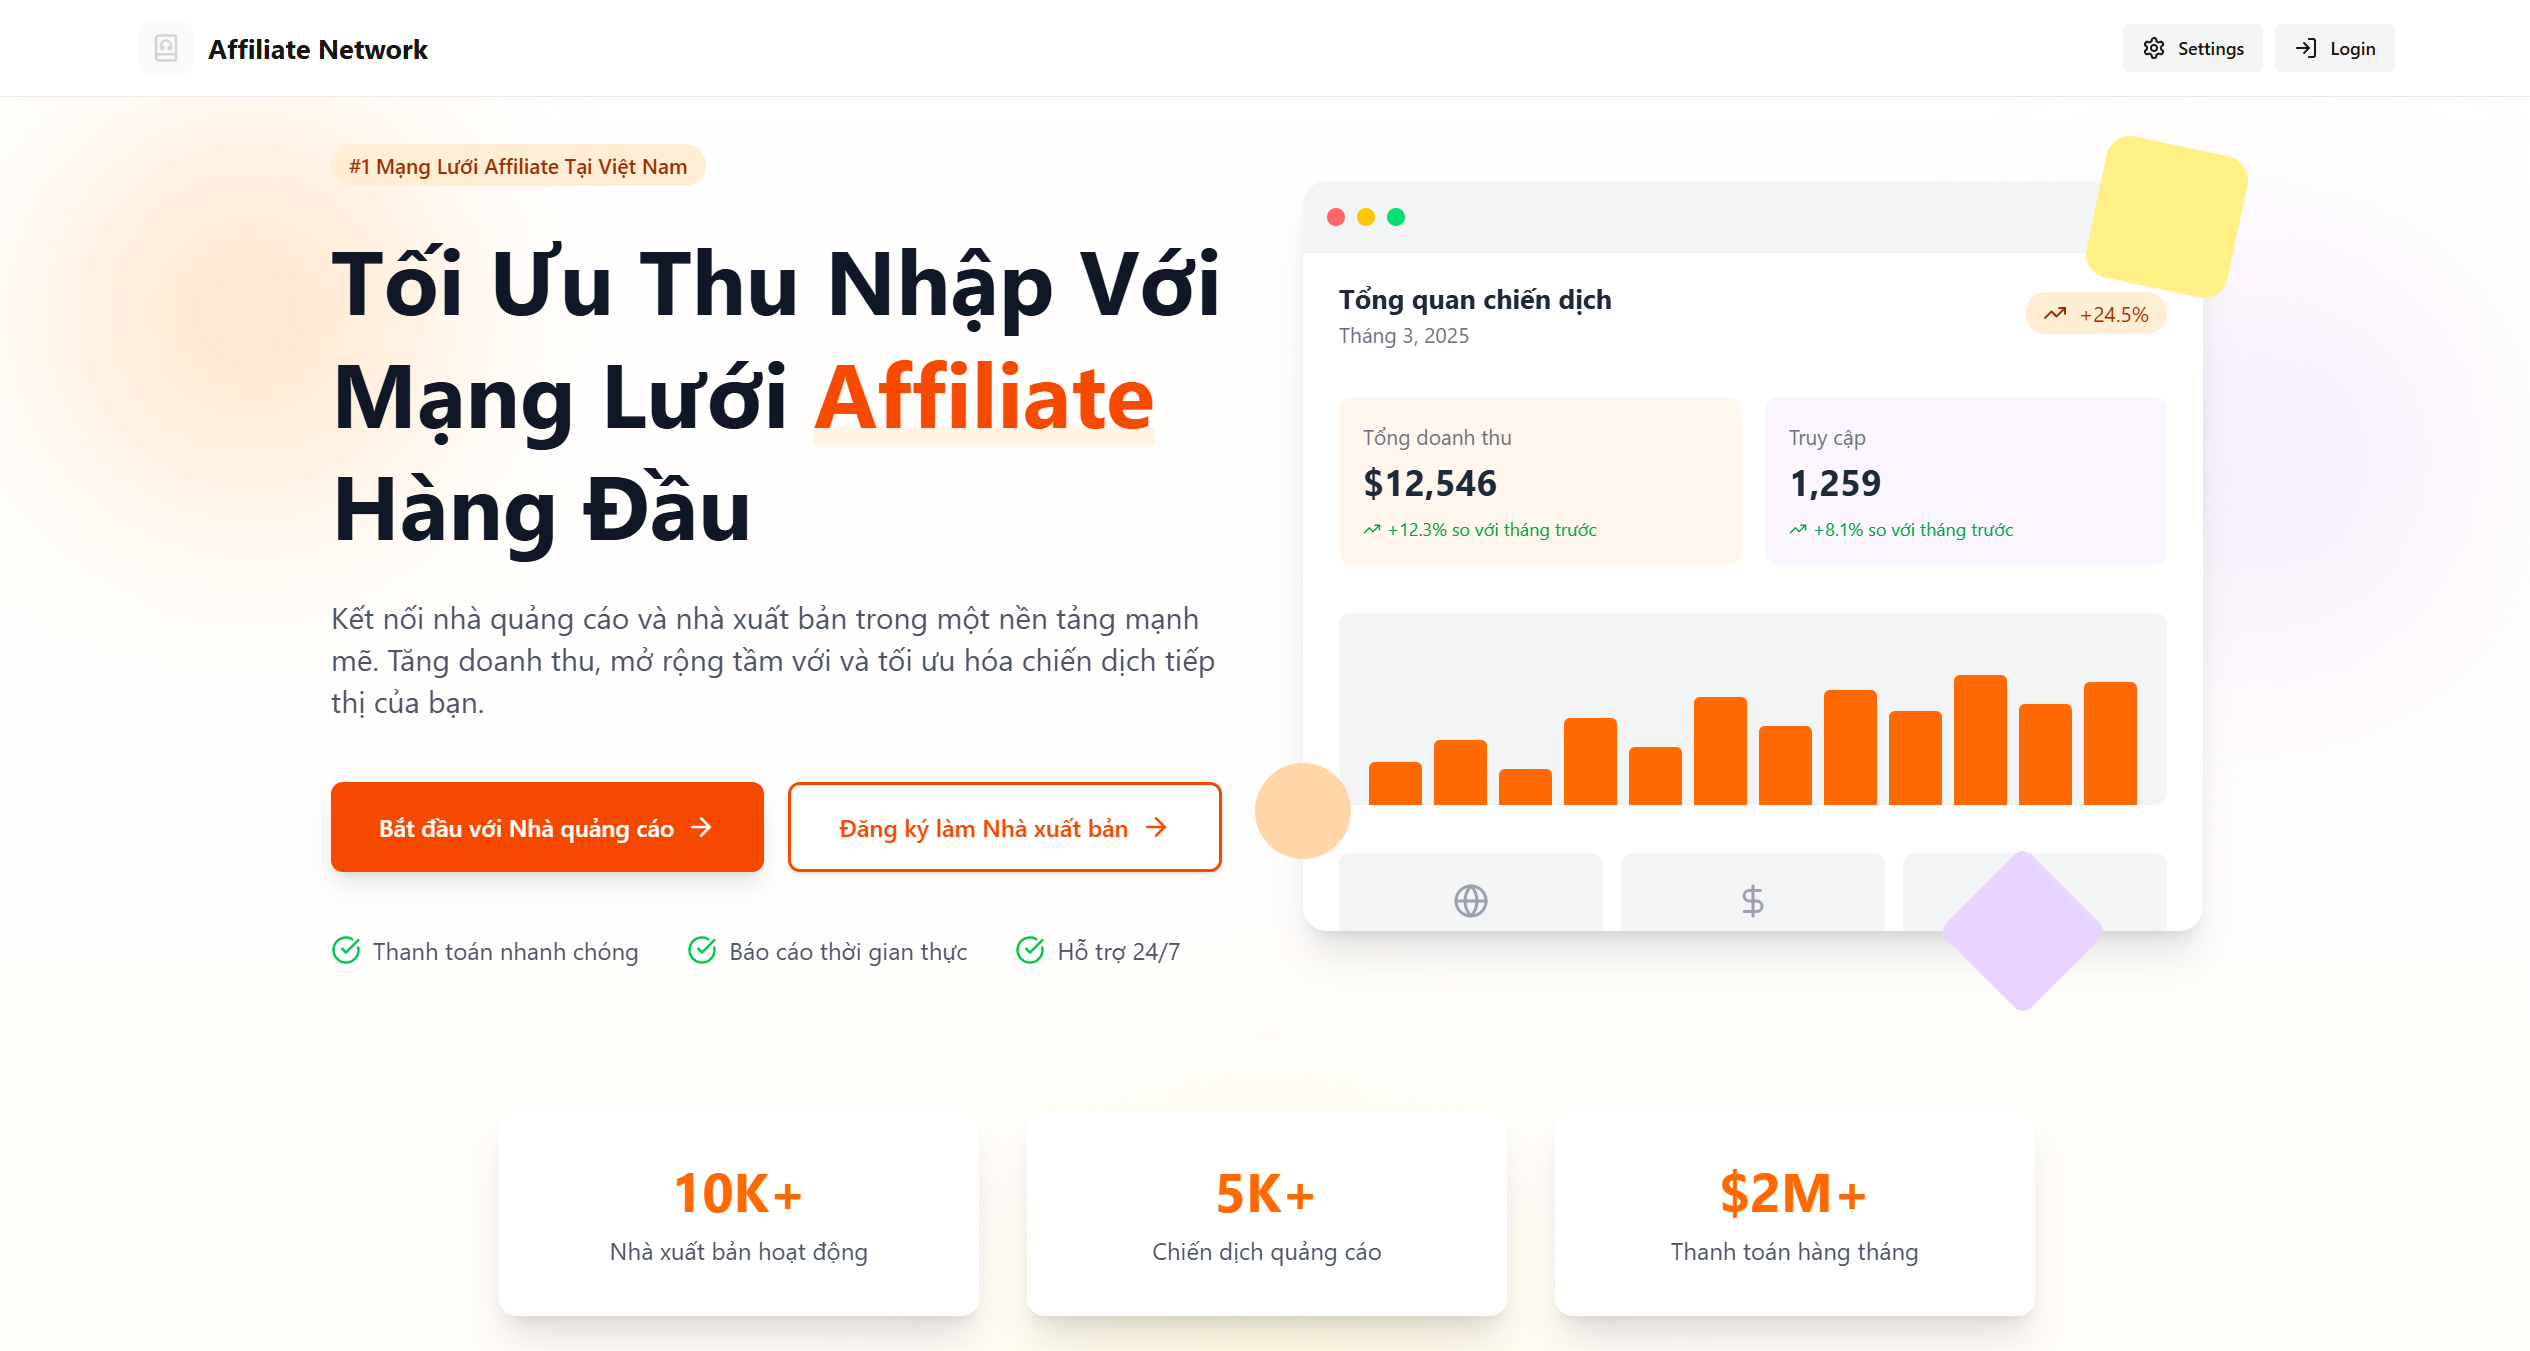 Affiliate Network
Settings
Login
#1 Mạng Lưới Affiliate Tại Việt Nam
Tối Ưu Thu Nhập Với
Mạng Lưới Affiliate
Hàng Đầu
Kết nối nhà quảng cáo và nhà xuất bản trong một nền tảng mạnh
mẽ. Tăng doanh thu, mở rộng tầm với và tối ưu hóa chiến dịch tiếp
thị của bạn.
Bắt đầu với Nhà quảng cáo
Đăng ký làm Nhà xuất bản
Thanh toán nhanh chóng
Báo cáo thời gian thực
Hỗ trợ 24/7
Tổng quan chiến dịch
Tháng 3, 2025
+24.5%
Tổng doanh thu
$12,546
+12.3% so với tháng trước
Truy cập
1,259
+8.1% so với tháng trước
10K+
Nhà xuất bản hoạt động
5K+
Chiến dịch quảng cáo
$2M+
Thanh toán hàng tháng